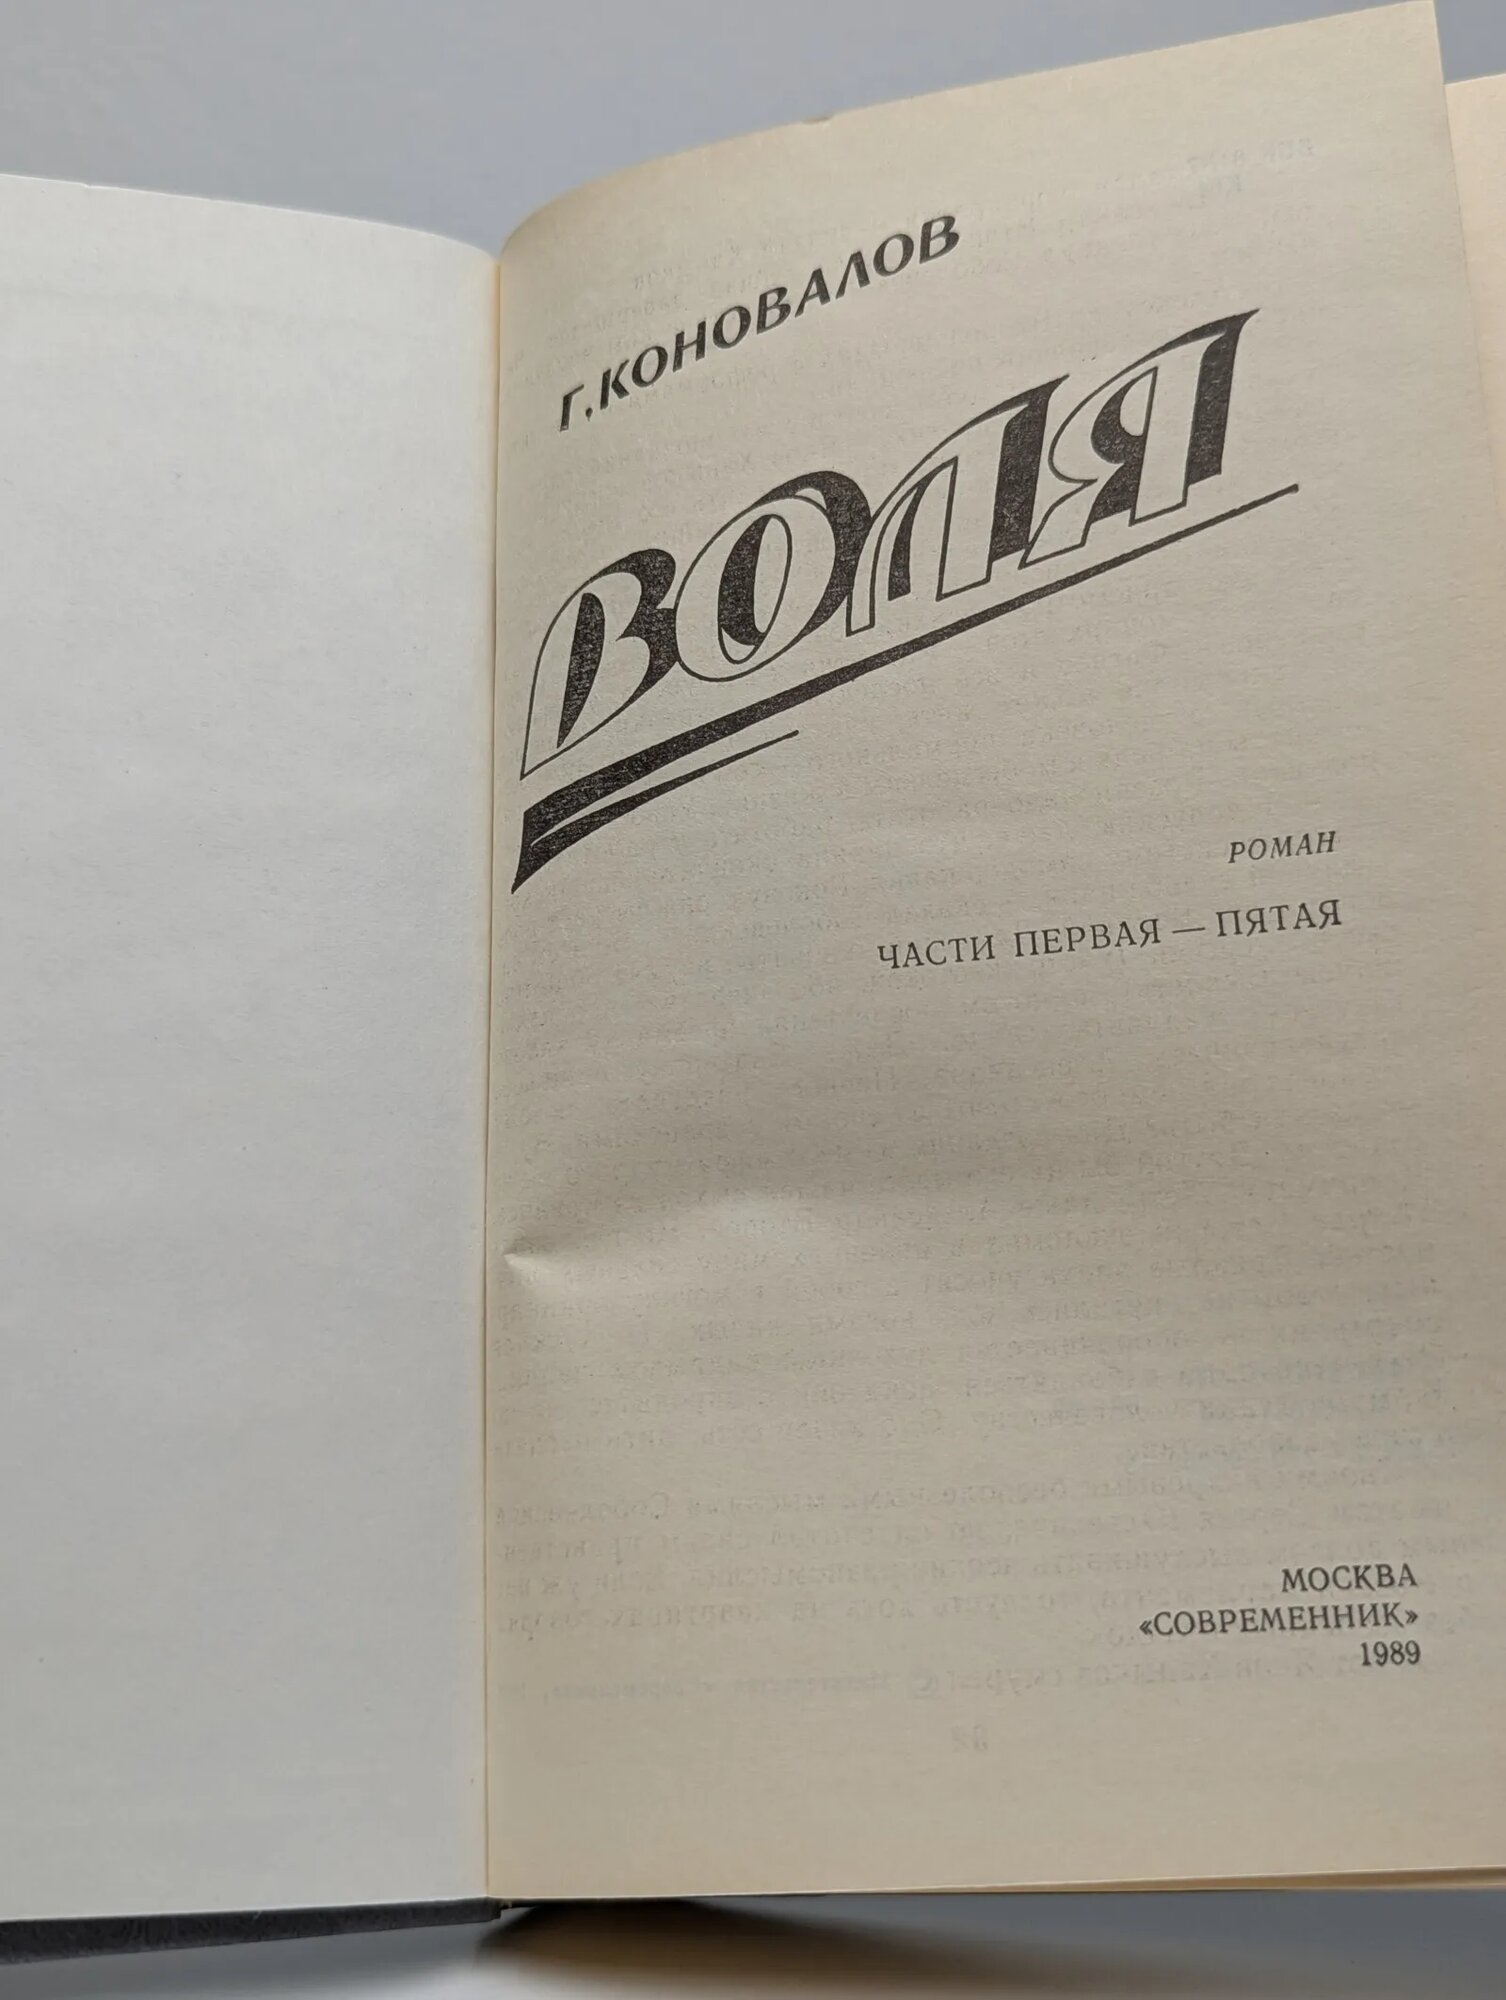 Г. КОНОВАЛОВ
ВОЛЯ
РОМАН
ЧАСТИ ПЕРВАЯ — ПЯТАЯ
МОСКВА
«СОВРЕМЕННИК»
1989